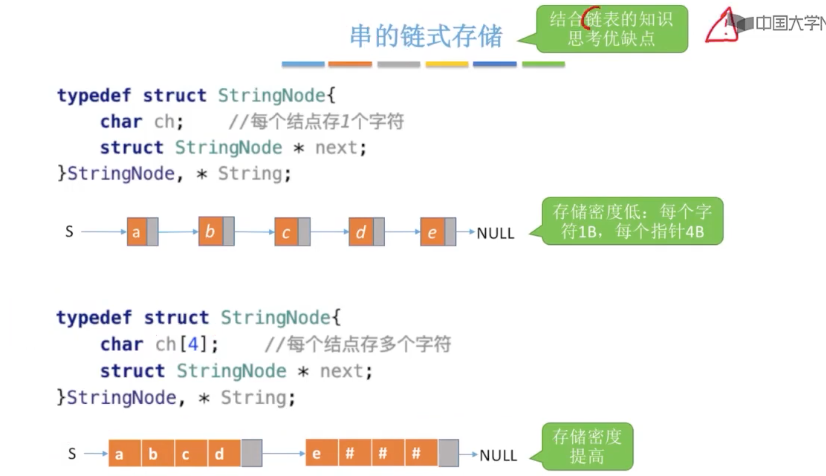 串的链式存储
结合链表的知识
思考优缺点
中国大学M
typedef struct StringNode{
char ch; //每个结点存1个字符
struct StringNode * next;
}StringNode, * String;
S a b c d e NULL
存储密度低：每个字
符1B，每个指针4B
typedef struct StringNode{
char ch[4]; //每个结点存多个字符
struct StringNode * next;
}StringNode, * String;
S a b c d e # # # NULL
存储密度
提高